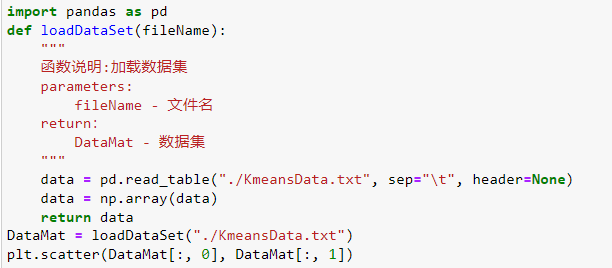 import pandas as pd
def loadDataSet(fileName):
    """
    函数说明:加载数据集
    parameters:
        fileName - 文件名
    return:
        DataMat - 数据集
    """
    data = pd.read_table("./KmeansData.txt", sep="\t", header=None)
    data = np.array(data)
    return data
DataMat = loadDataSet("./KmeansData.txt")
plt.scatter(DataMat[:, 0], DataMat[:, 1])